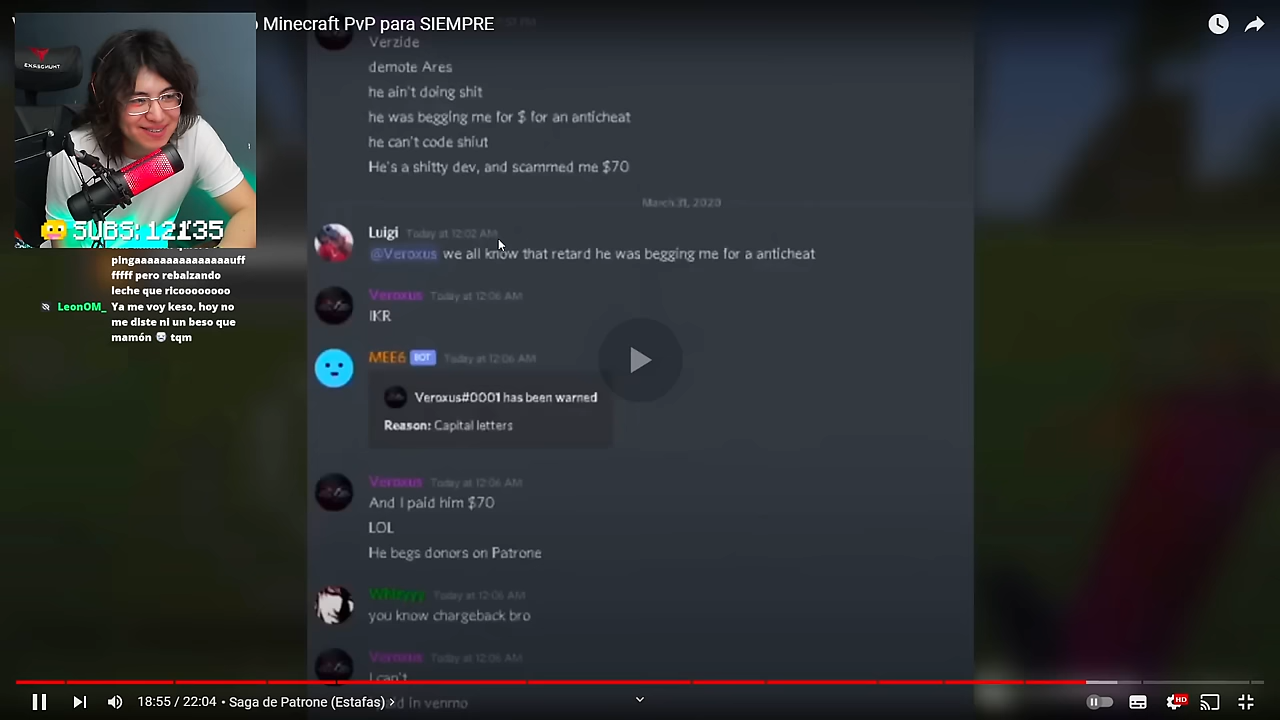 o Minecraft PvP para SIEMPRE
Verzide
demote Ares
he ain't doing shit
he was begging me for $ for an anticheat
he can't code shiut
He's a shitty dev, and scammed me $70
March 31, 2020
Luigi Today at 12:02 AM
@Veroxus we all know that retard he was begging me for a anticheat
Veroxus Today at 12:06 AM
IKR
MEE6 BOT Today at 12:06 AM
Veroxus#0001 has been warned
Reason: Capital letters
Veroxus Today at 12:06 AM
And I paid him $70
LOL
He begs donors on Patrone
Today at 12:06 AM
you know chargeback bro
Veroxus Today at 12:06 AM
I can't
in venmo
SUBS: 12135
pingaaaaaaaaaaaaaaauff
fffff pero rebalzando
leche que ricoooooooo
LeonOM_ Ya me voy keso, hoy no
me diste ni un beso que
mamón tqm
18:55 / 22:04 • Saga de Patrone (Estafas) >
HD